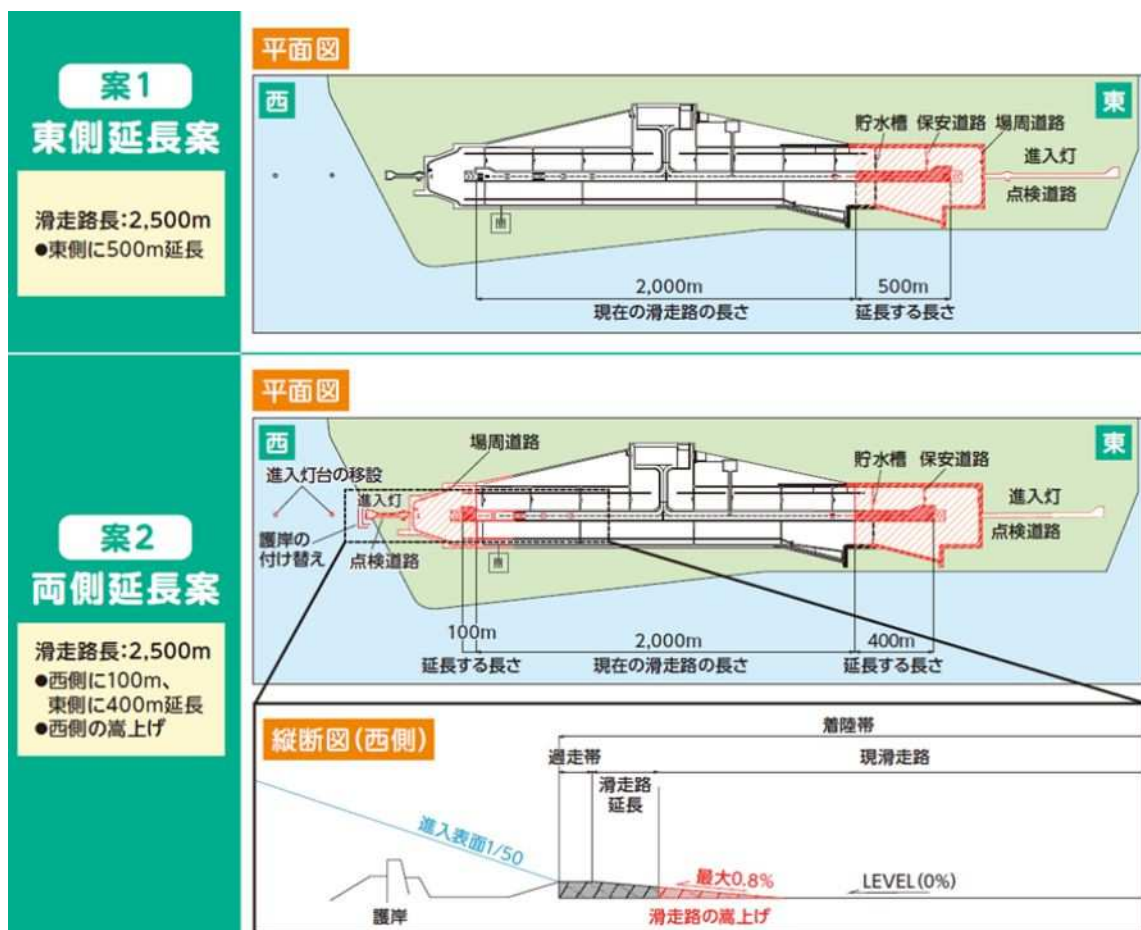 案1
東側延長案
滑走路長:2,500m
●東側に500m延長
平面図
西
東
貯水槽
保安道路
場周道路
進入灯
点検道路
2,000m
現在の滑走路の長さ
500m
延長する長さ
案2
両側延長案
滑走路長:2,500m
●西側に100m、
東側に400m延長
●西側の嵩上げ
平面図
西
東
場周道路
進入灯台の移設
進入灯
護岸の
付け替え
点検道路
貯水槽
保安道路
進入灯
点検道路
100m
延長する長さ
2,000m
現在の滑走路の長さ
400m
延長する長さ
縦断図(西側)
着陸帯
過走帯
滑走路
延長
現滑走路
進入表面1/50
最大0.8%
LEVEL(0%)
護岸
滑走路の嵩上げ